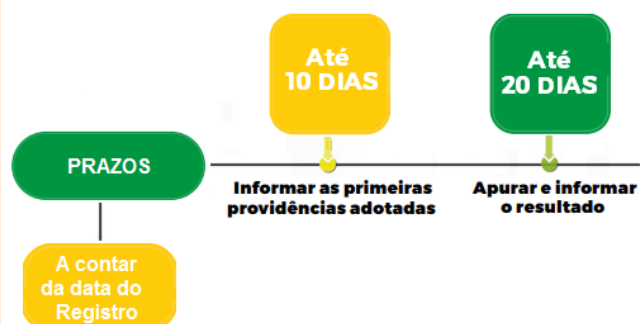 Até
10 DIAS
Até
20 DIAS
PRAZOS
Informar as primeiras
providências adotadas
Apurar e informar
o resultado
A contar
da data do
Registro